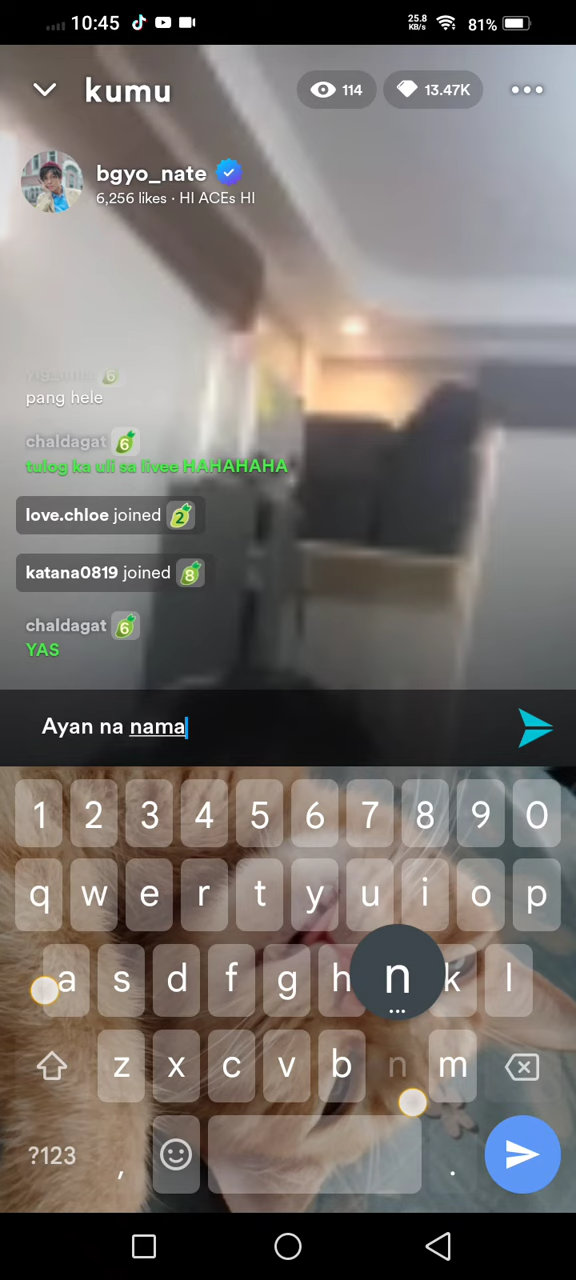 10:45
25.8
KB/s
81%
kumu
114
13.47K
bgyo_nate
6,256 likes · HI ACEs HI
6
pang hele
chaldagat 6
tulog ka uli sa livee HAHAHAHA
love.chloe joined 2
katana0819 joined 8
chaldagat 6
YAS
Ayan na nama
1 2 3 4 5 6 7 8 9 0
q w e r t y u i o p
a s d f g h n k l
z x c v b n m
?123 , .